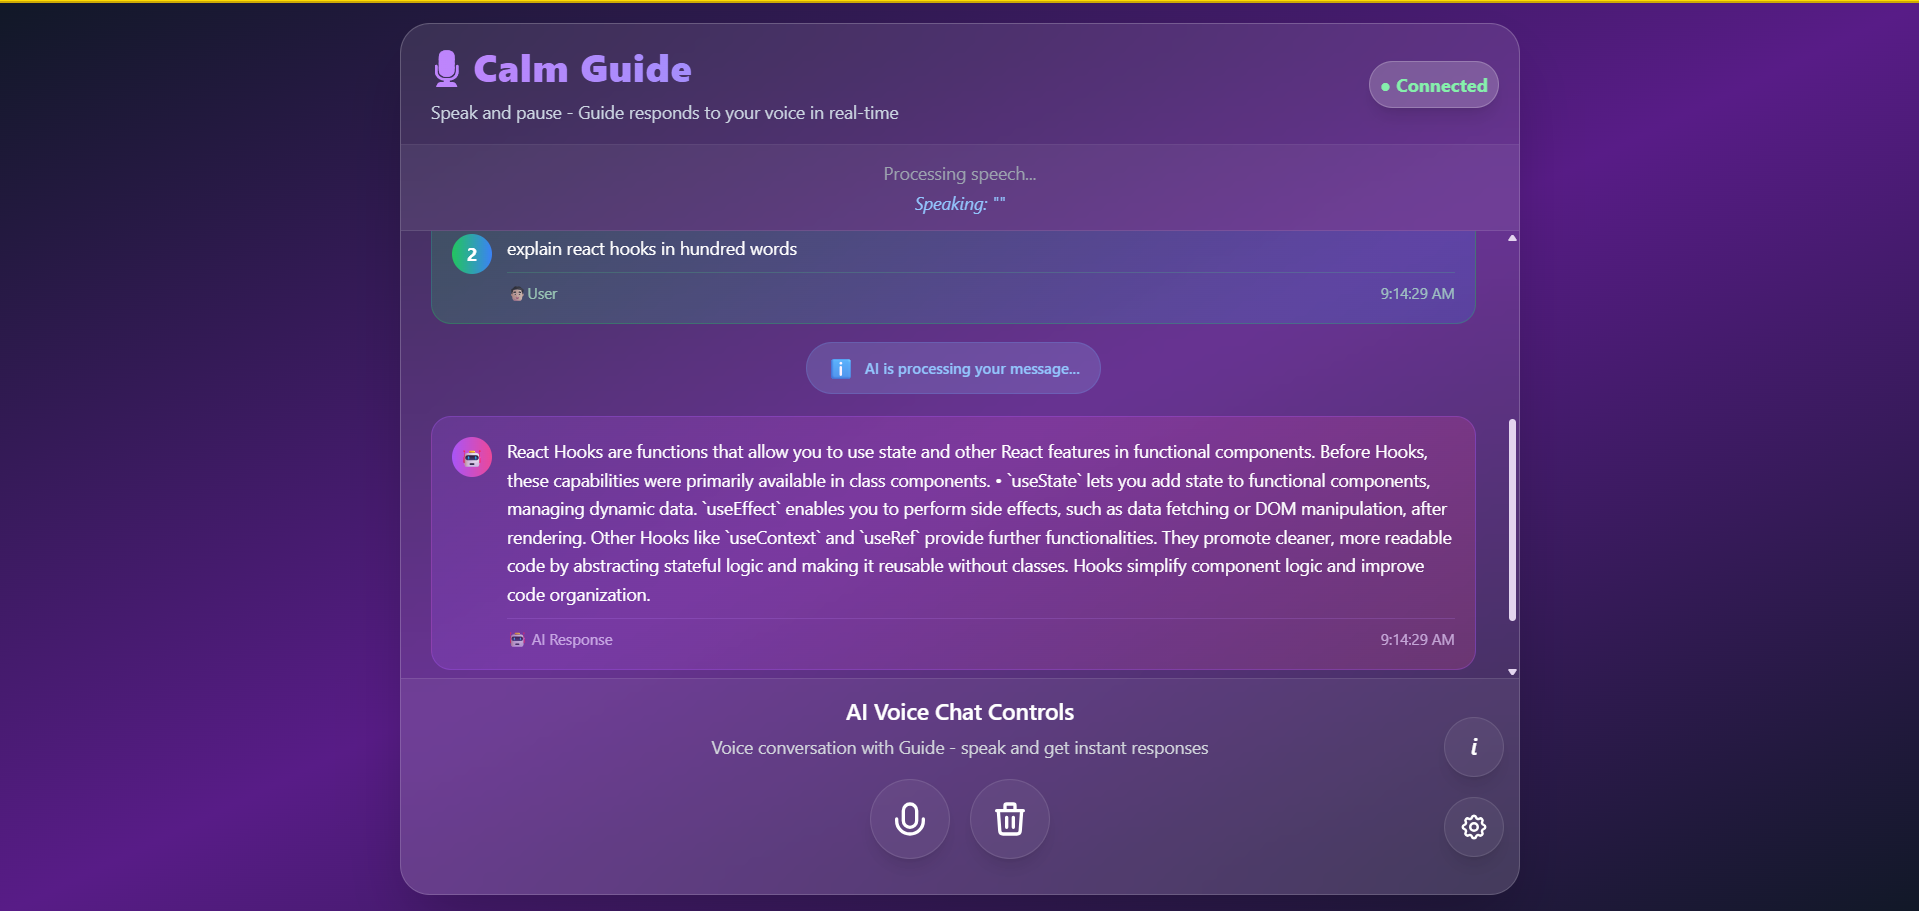 Calm Guide
Speak and pause - Guide responds to your voice in real-time
● Connected
Processing speech...
Speaking: ""
2
explain react hooks in hundred words
User
9:14:29 AM
AI is processing your message...
React Hooks are functions that allow you to use state and other React features in functional components. Before Hooks,
these capabilities were primarily available in class components. • `useState` lets you add state to functional components,
managing dynamic data. `useEffect` enables you to perform side effects, such as data fetching or DOM manipulation, after
rendering. Other Hooks like `useContext` and `useRef` provide further functionalities. They promote cleaner, more readable
code by abstracting stateful logic and making it reusable without classes. Hooks simplify component logic and improve
code organization.
AI Response
9:14:29 AM
AI Voice Chat Controls
Voice conversation with Guide - speak and get instant responses